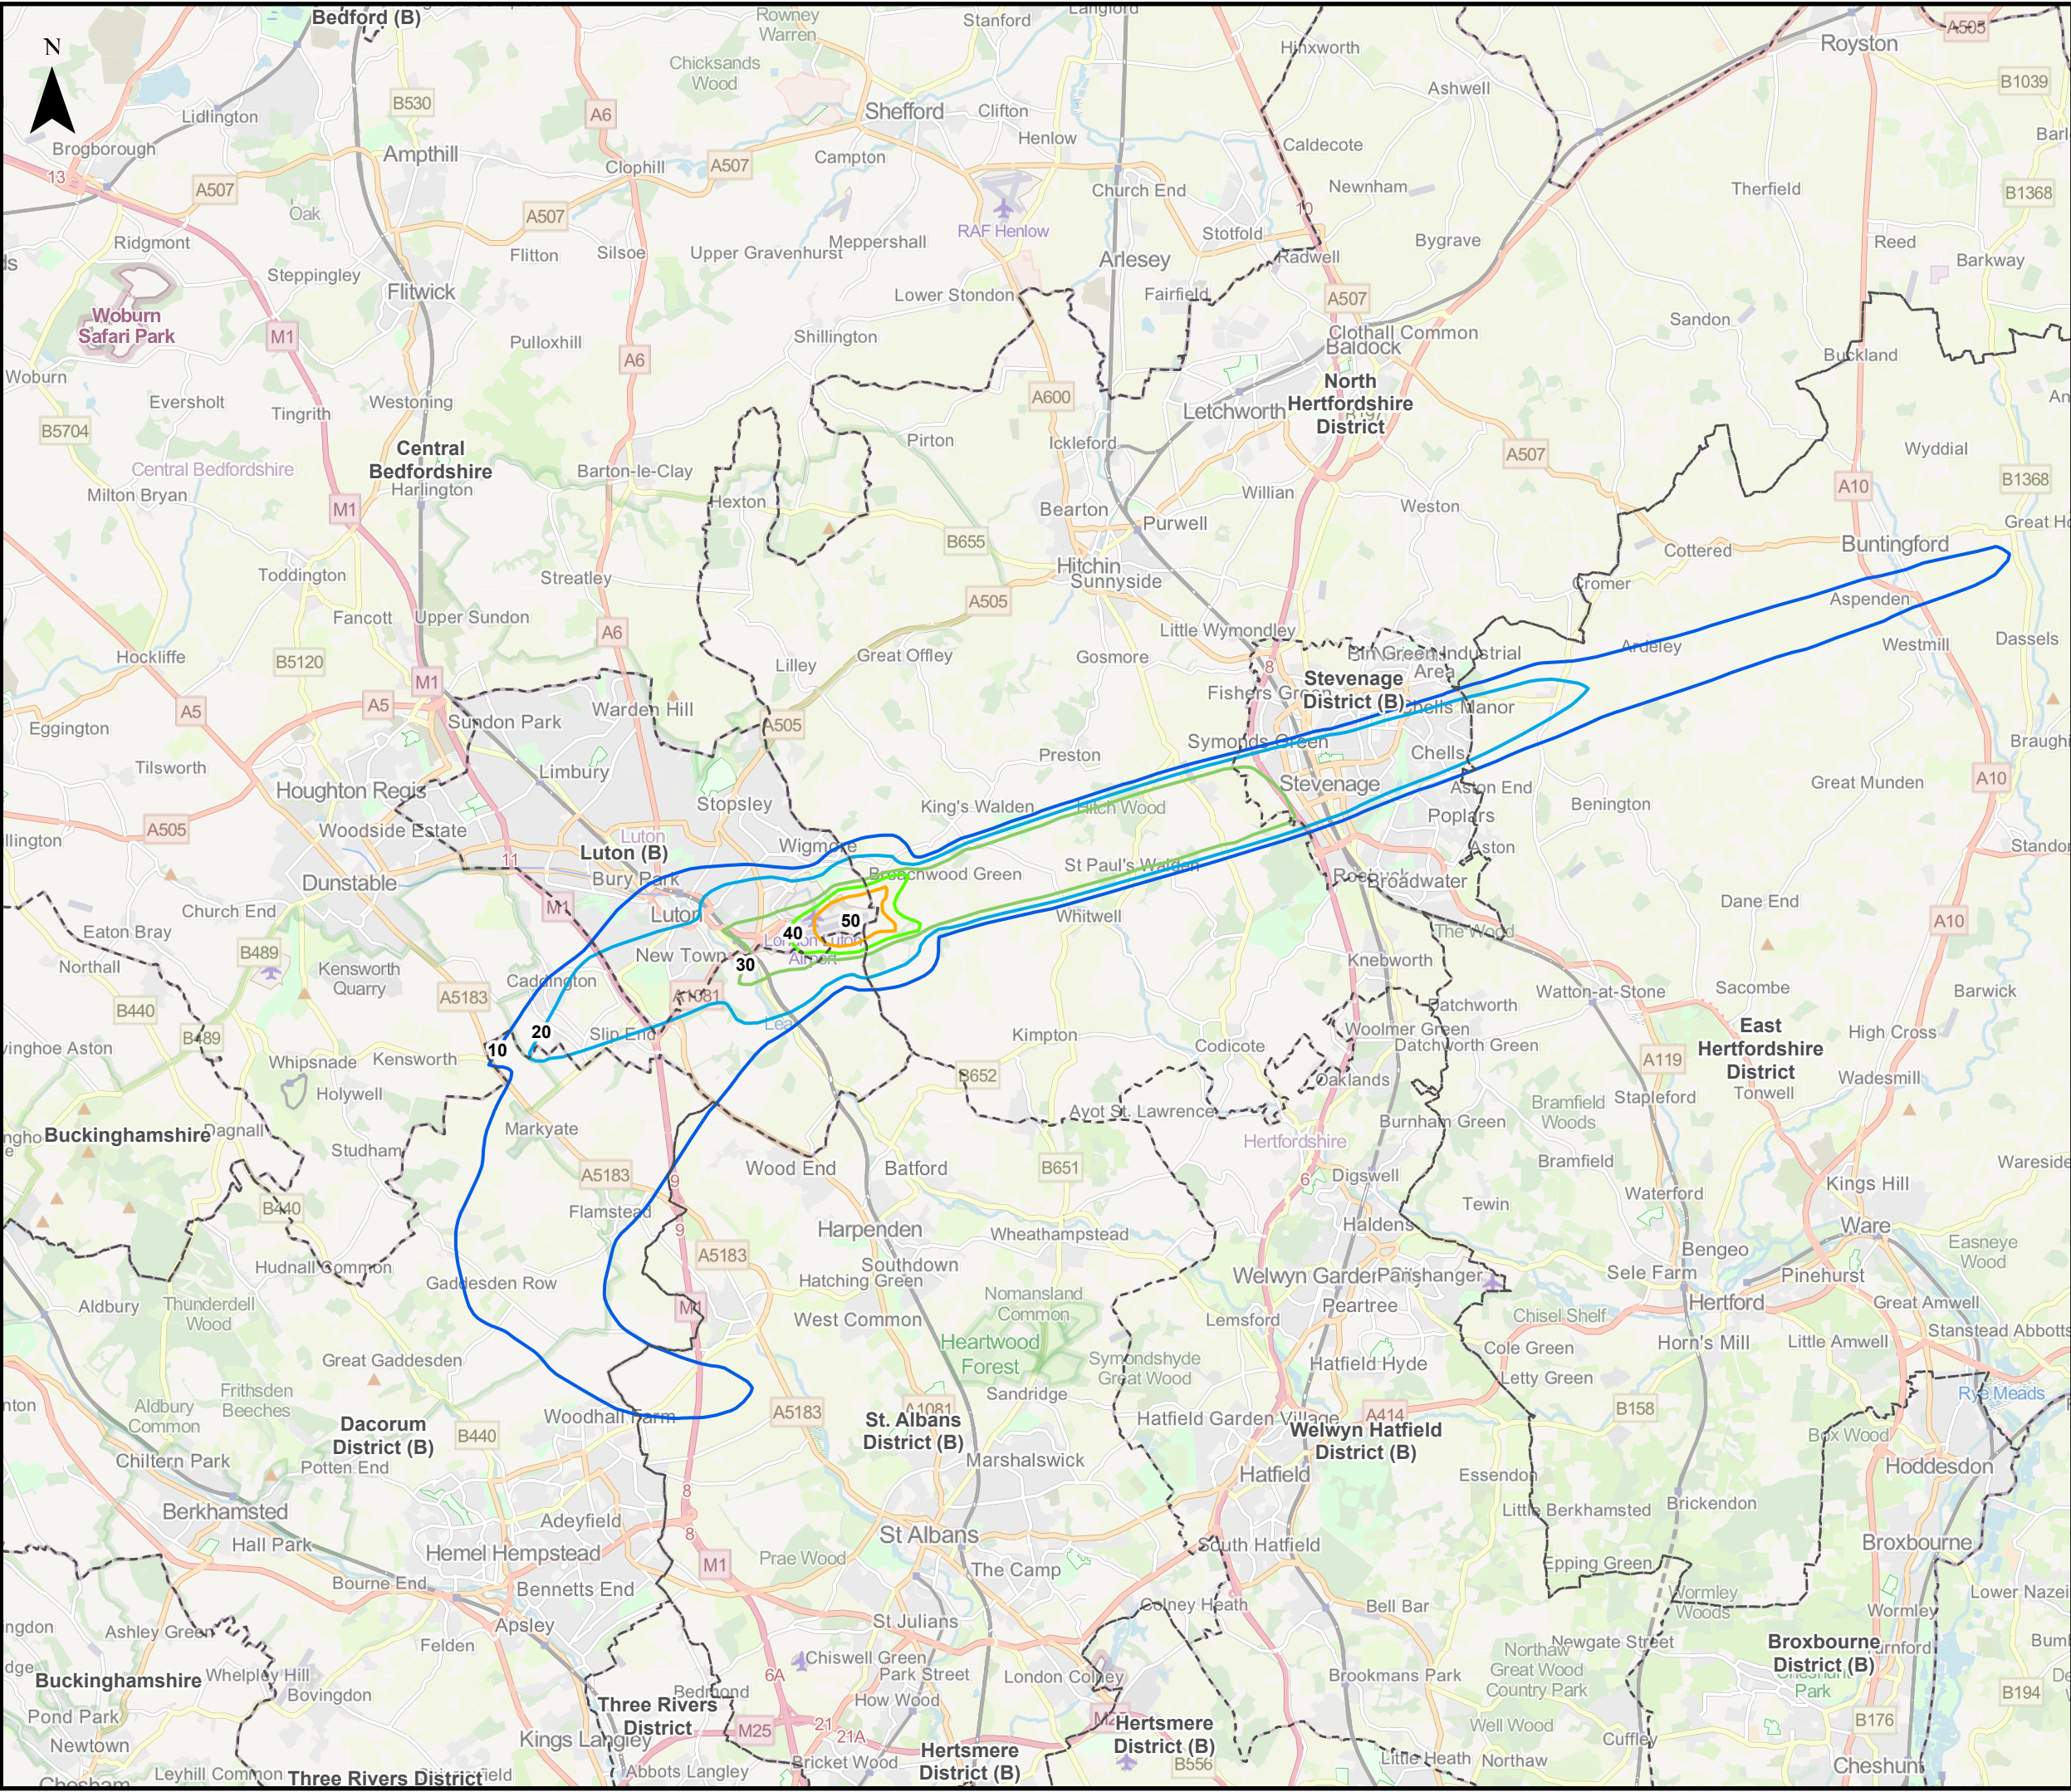 Bedford (B)
Rowney
Warren
Stanford
Langford
Hinxworth
Royston
A505
N
Chicksands
Wood
Ashwell
B1039
Lidlington
B530
A6
Shefford
Clifton
Henlow
Caldecote
Brogborough
Ampthill
Clophill
A507
Campton
13
A507
Church End
Newnham
Therfield
B1368
Oak
A507
RAF Henlow
10
Stotfold
Ridgmont
Flitton
Silsoe
Upper Gravenhurst
Meppershall
Arlesey
Radwell
Bygrave
Reed
Barkway
Steppingley
Flitwick
Lower Stondon
Fairfield
A507
Woburn
Safari Park
M1
Pulloxhill
A6
Shillington
Clothall Common
Baldock
Sandon
Buckland
Woburn
Eversholt
Tingrith
Westoning
A600
Letchworth
North
Hertfordshire
District
B5704
Central
Bedfordshire
Central Bedfordshire
Harlington
Barton-le-Clay
Pirton
Ickleford
A507
Wyddial
Milton Bryan
M1
Hexton
Bearton
Purwell
Willian
Weston
A10
B1368
B655
Hitchin
Sunnyside
Cottered
Buntingford
Toddington
Streatley
A505
Cromer
Aspenden
Fancott
Upper Sundon
A6
Little Wymondley
Hockliffe
B5120
Lilley
Great Offley
Gosmore
8
Industrial
Area
Ardeley
Westmill
Dassels
M1
A5
A5
Warden Hill
Fishers Green
Stevenage
District (B)
Chells Manor
Eggington
Sundon Park
A505
Preston
Symonds Green
Chells
Tilsworth
Houghton Regis
Limbury
Stopsley
Stevenage
Aston End
Great Munden
A10
A505
Woodside Estate
Luton
King's Walden
Hitch Wood
Benington
Poplars
11
Luton (B)
Wigmore
Aston
Dunstable
Bury Park
Breachwood Green
St Paul's Walden
Broadwater
Church End
M1
Luton
50
Whitwell
Dane End
A10
Eaton Bray
40
London Luton
Airport
The Wood
Northall
B489
Kensworth
Quarry
New Town
30
Knebworth
B440
A5183
Caddington
A1081
Datchworth
Watton-at-Stone
Sacombe
Barwick
B489
20
Slip End
Lea
Kimpton
Codicote
Woolmer Green
Datchworth Green
East
Hertfordshire
District
High Cross
10
Whipsnade
Kensworth
B652
Oaklands
A119
Wadesmill
Holywell
Ayot St. Lawrence
Bramfield
Woods
Stapleford
Tonwell
Buckinghamshire
Dagnall
Markyate
Hertfordshire
Burnham Green
Studham
Wood End
Batford
B651
Bramfield
Wareside
A5183
9
6
Digswell
B440
Flamstead
Tewin
Waterford
Kings Hill
9
Harpenden
Wheathampstead
Haldens
Ware
Hudnall Common
A5183
Southdown
Bengeo
Easneye
Wood
Gaddesden Row
Hatching Green
Panshanger
Sele Farm
Pinehurst
Aldbury
Thunderdell
Wood
M1
Nomansland
Common
Peartree
Hertford
Great Amwell
West Common
Lemsford
Chisel Shelf
Heartwood
Forest
Cole Green
Horn's Mill
Little Amwell
Stanstead Abbotts
Great Gaddesden
Symondshyde
Great Wood
Hatfield Hyde
Letty Green
Frithsden
Beeches
Sandridge
Rye Meads
Aldbury
Common
Woodhall Farm
A5183
A1081
Hatfield Garden Village
A414
B158
Dacorum
District (B)
B440
St. Albans
District (B)
Welwyn Hatfield
District (B)
Box Wood
Chiltern Park
Potten End
Marshalswick
Hatfield
Essendon
Hoddesdon
Berkhamsted
8
Little Berkhamsted
Brickendon
Adeyfield
8
St Albans
Hall Park
Hemel Hempstead
M1
Prae Wood
The Camp
South Hatfield
Epping Green
Broxbourne
Bourne End
Bennetts End
Wormley
Woods
Apsley
St Julians
Colney Heath
Bell Bar
Wormley
Ashley Green
Felden
Chiswell Green
London Colney
Newgate Street
Northaw
Great Wood
Country Park
Broxbourne
District (B)
Park
Buckinghamshire
Whelpley Hill
Bovingdon
6A
Park Street
How Wood
Brookmans Park
B194
Pond Park
Bedmond
Three Rivers
District
M25
21
21A
Hertsmere
District (B)
Well Wood
B176
Newtown
Kings Langley
Hertsmere
District (B)
B556
Cuffley
Chesham
Leyhill Common
Three Rivers District
Abbots Langley
Bricket Wood
Little Heath
Northaw
Cheshunt